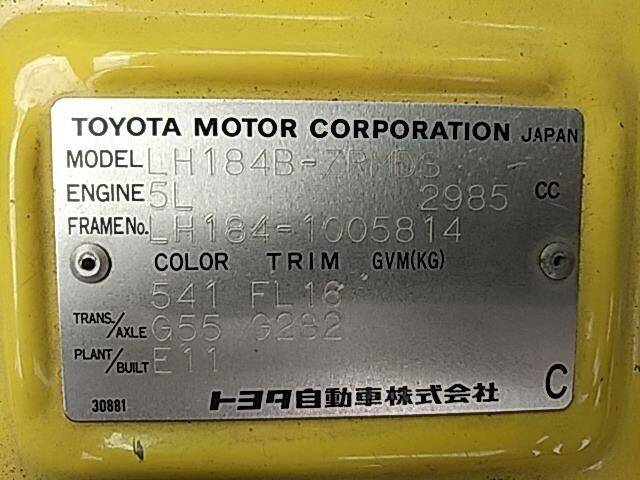 TOYOTA MOTOR CORPORATION JAPAN
MODEL LH184B-ZRMDS
ENGINE 5L 2985 CC
FRAME No. LH184-1005814
COLOR TRIM GVM(KG)
541 FL16
TRANS./AXLE G55 G282
PLANT/BUILT E11
30881 トヨタ自動車株式会社 C